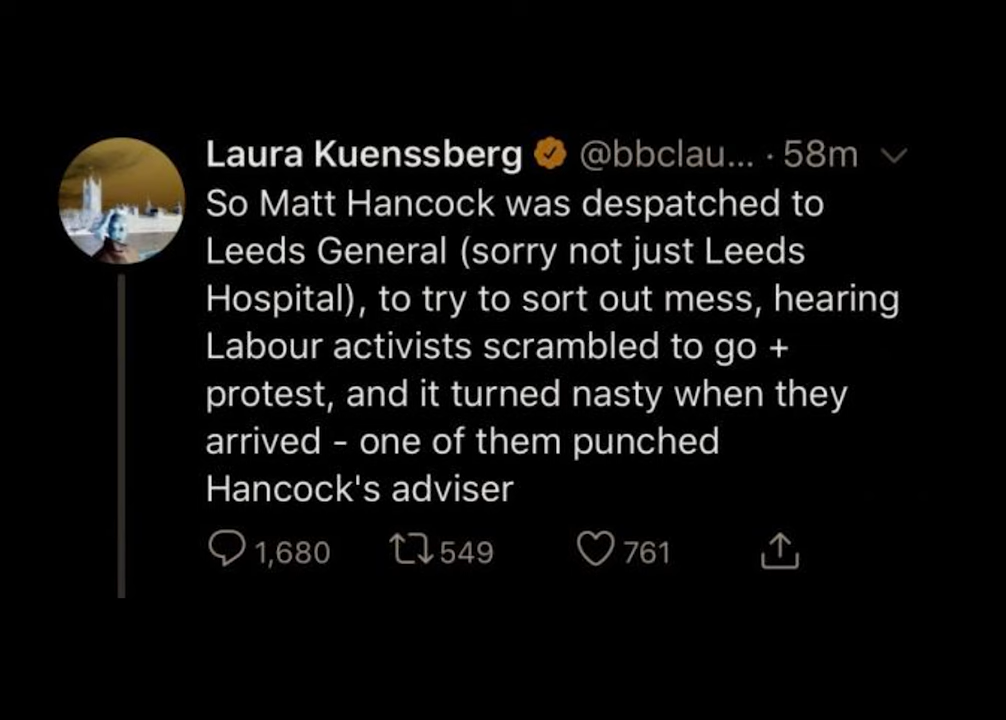 Laura Kuenssberg @bbclau... · 58m
So Matt Hancock was despatched to
Leeds General (sorry not just Leeds
Hospital), to try to sort out mess, hearing
Labour activists scrambled to go +
protest, and it turned nasty when they
arrived - one of them punched
Hancock's adviser
1,680 549 761